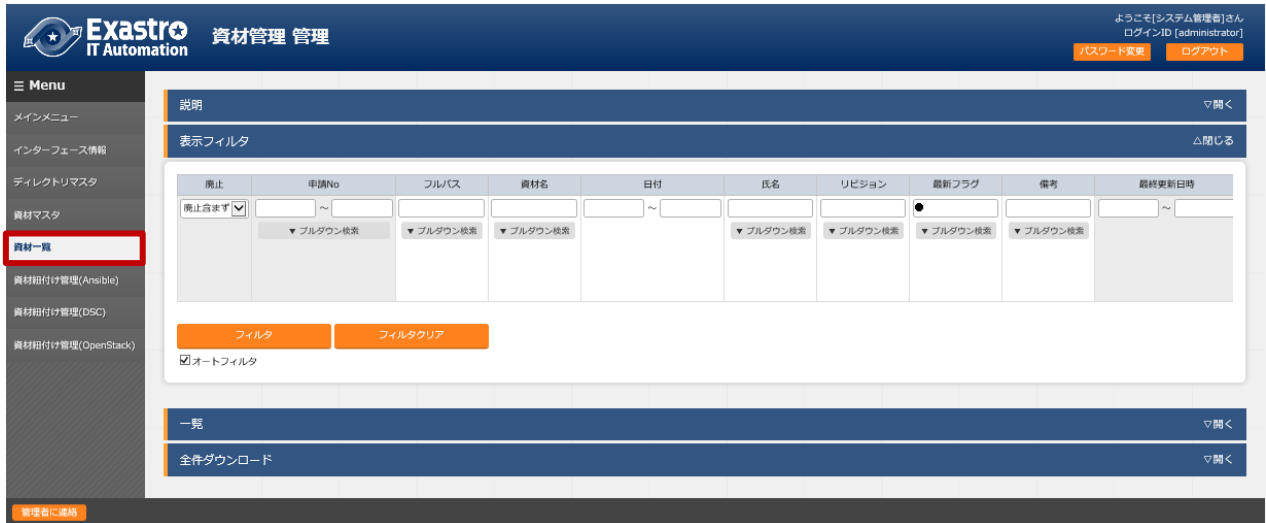 Exastro
IT Automation
資材管理 管理
ようこそ[システム管理者]さん
ログインID [administrator]
パスワード変更 ログアウト
☰ Menu
メインメニュー
インターフェース情報
ディレクトリマスタ
資材マスタ
資材一覧
資材紐付け管理(Ansible)
資材紐付け管理(DSC)
資材紐付け管理(OpenStack)
説明 ▽開く
表示フィルタ △閉じる
廃止 申請No フルパス 資材名 日付 氏名 リビジョン 最新フラグ 備考 最終更新日時
廃止含まず ～ ～ ● ～
▼ プルダウン検索 ▼ プルダウン検索 ▼ プルダウン検索 ▼ プルダウン検索 ▼ プルダウン検索 ▼ プルダウン検索 ▼ プルダウン検索
フィルタ フィルタクリア
オートフィルタ
一覧 ▽開く
全件ダウンロード ▽開く
管理者に連絡